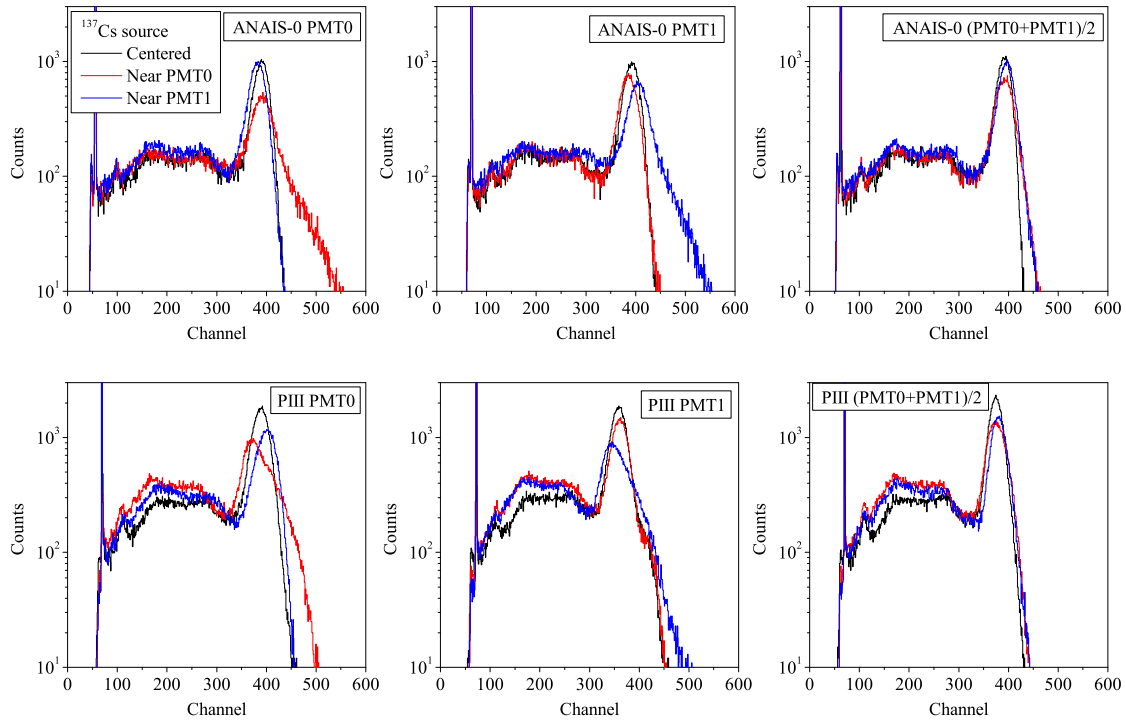 ¹³⁷Cs source
Centered
Near PMT0
Near PMT1
ANAIS-0 PMT0
10³
10²
10¹
Counts
0 100 200 300 400 500 600
Channel
ANAIS-0 PMT1
10³
10²
10¹
Counts
0 100 200 300 400 500 600
Channel
ANAIS-0 (PMT0+PMT1)/2
10³
10²
10¹
Counts
0 100 200 300 400 500 600
Channel
PIII PMT0
10³
10²
10¹
Counts
0 100 200 300 400 500 600
Channel
PIII PMT1
10³
10²
10¹
Counts
0 100 200 300 400 500 600
Channel
PIII (PMT0+PMT1)/2
10³
10²
10¹
Counts
0 100 200 300 400 500 600
Channel